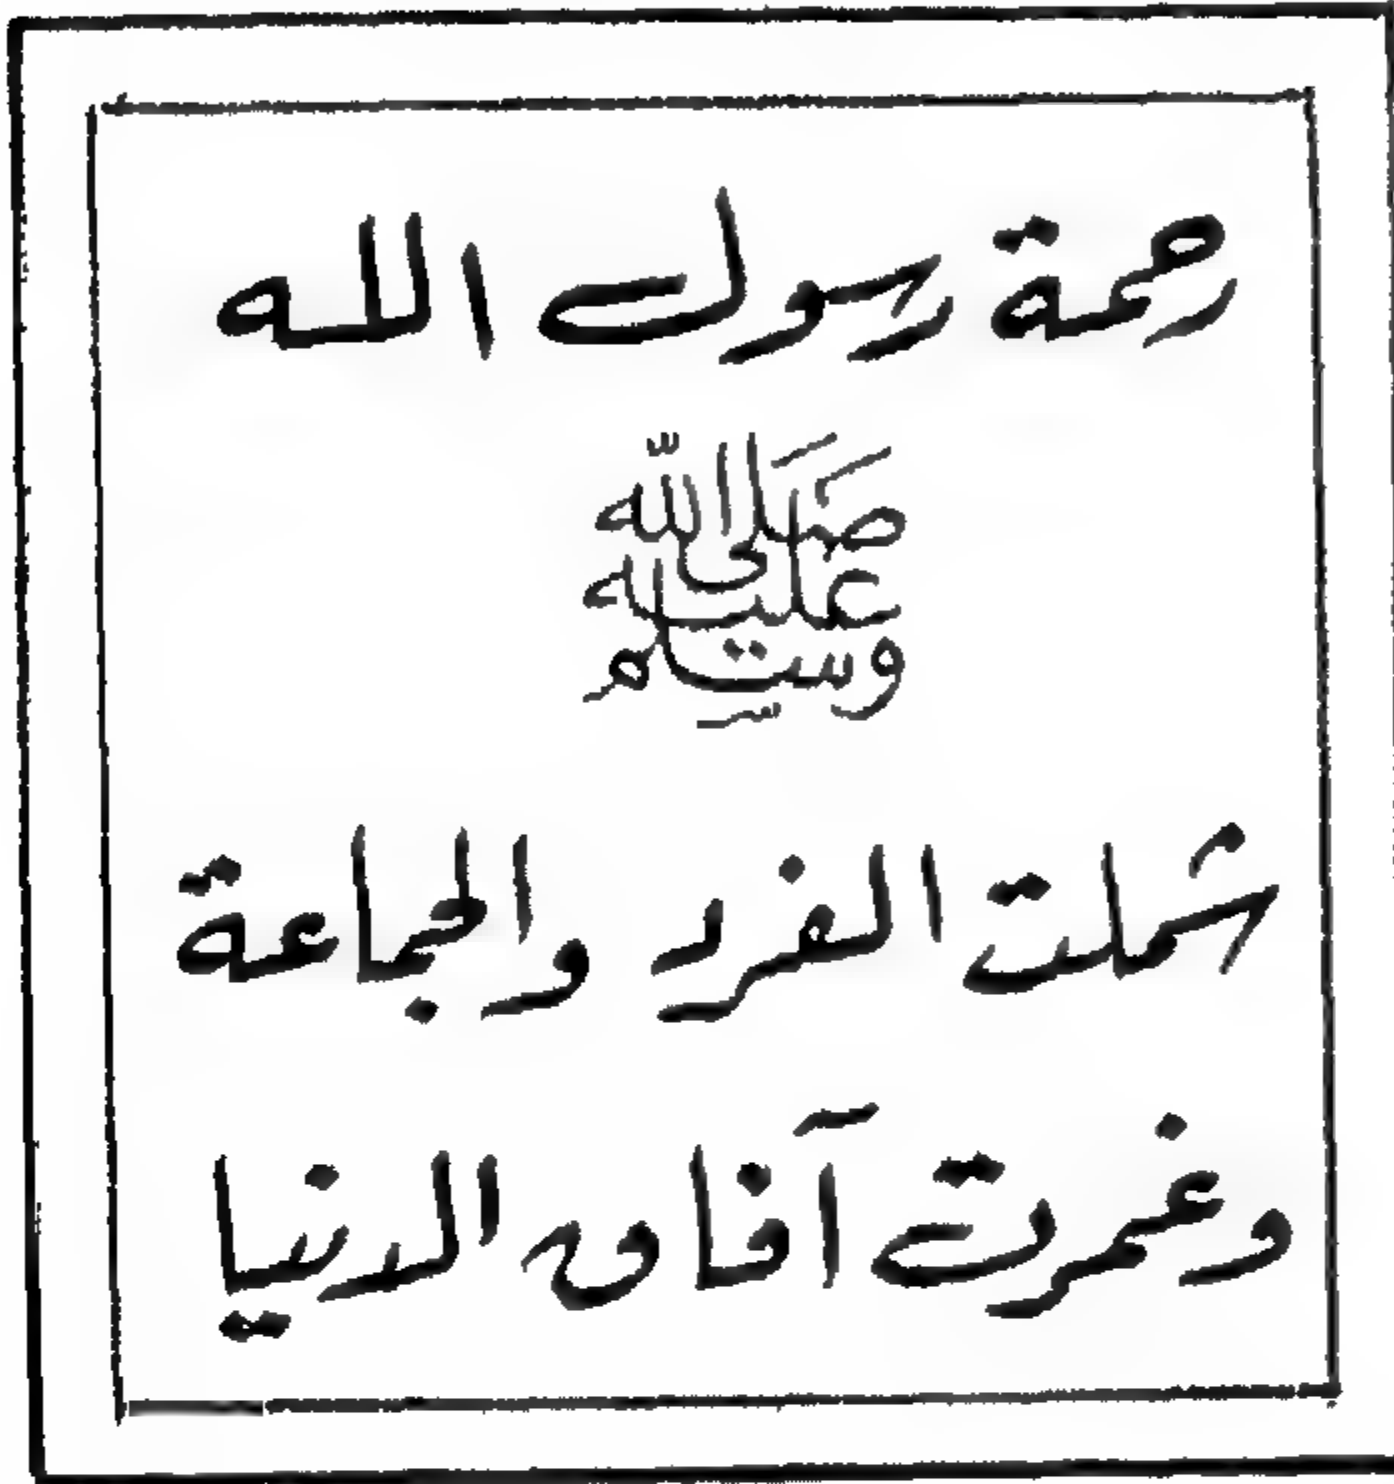 رحمة رسول الله
صلى الله عليه وسلم
شملت الفرد والجماعة
وغمرت آفاق الدنيا